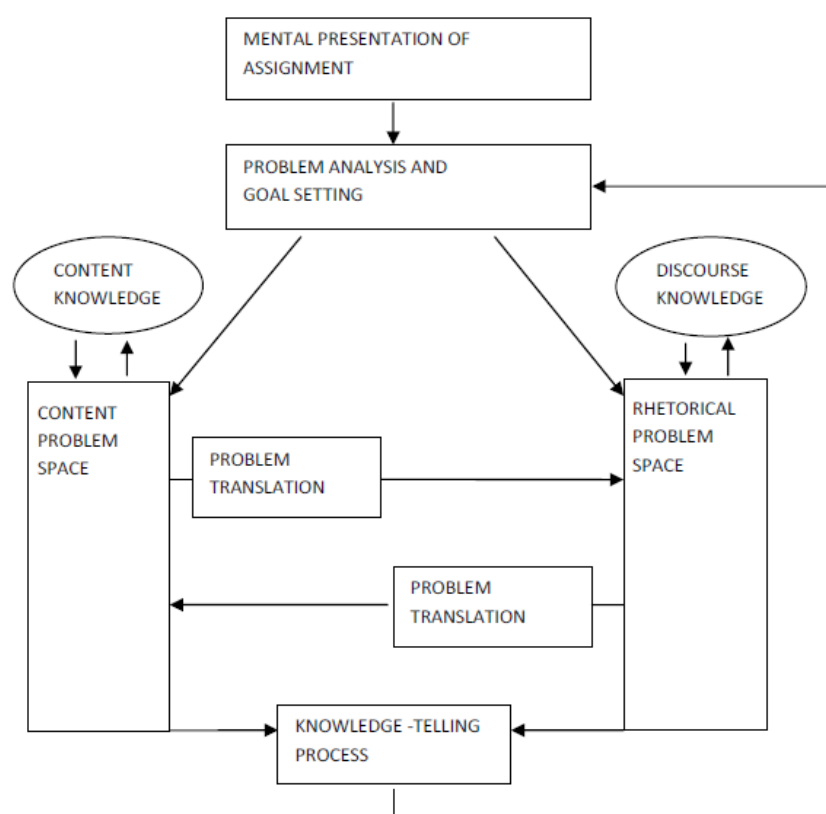 MENTAL PRESENTATION OF
ASSIGNMENT
PROBLEM ANALYSIS AND
GOAL SETTING
CONTENT
KNOWLEDGE
DISCOURSE
KNOWLEDGE
CONTENT
PROBLEM
SPACE
RHETORICAL
PROBLEM
SPACE
PROBLEM
TRANSLATION
PROBLEM
TRANSLATION
KNOWLEDGE -TELLING
PROCESS